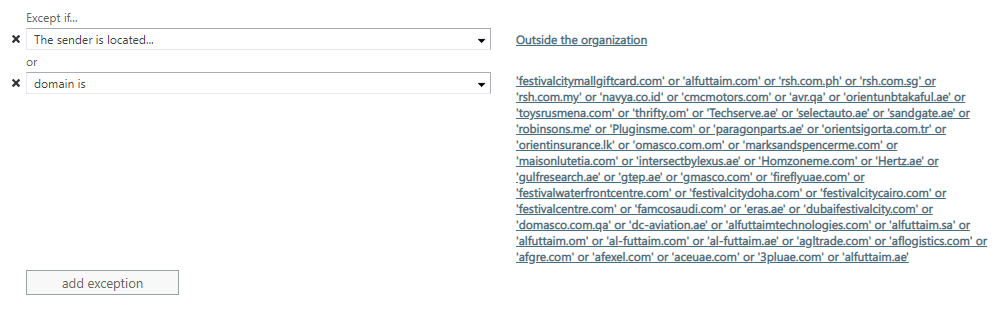 Except if...
The sender is located...
Outside the organization
or
domain is
'festivalcitymallgiftcard.com' or 'alfuttaim.com' or 'rsh.com.ph' or 'rsh.com.sg' or
'rsh.com.my' or 'navya.co.id' or 'cmcmotors.com' or 'avr.qa' or 'orientunbtakaful.ae' or
'toysrusmena.com' or 'thrifty.om' or 'Techserve.ae' or 'selectauto.ae' or 'sandgate.ae' or
'robinsons.me' or 'Pluginsme.com' or 'paragonparts.ae' or 'orientsigorta.com.tr' or
'orientinsurance.lk' or 'omasco.com.om' or 'marksandspencerme.com' or
'maisonlutetia.com' or 'intersectbylexus.ae' or 'Homzoneme.com' or 'Hertz.ae' or
'gulfresearch.ae' or 'gtep.ae' or 'gmasco.com' or 'fireflyuae.com' or
'festivalwaterfrontcentre.com' or 'festivalcitydoha.com' or 'festivalcitycairo.com' or
'festivalcentre.com' or 'famcosaudi.com' or 'eras.ae' or 'dubaifestivalcity.com' or
'domasco.com.qa' or 'dc-aviation.ae' or 'alfuttaimtechnologies.com' or 'alfuttaim.sa' or
'alfuttaim.om' or 'al-futtaim.com' or 'al-futtaim.ae' or 'agltrade.com' or 'aflogistics.com' or
'afgre.com' or 'afexel.com' or 'aceuae.com' or '3pluae.com' or 'alfuttaim.ae'
add exception